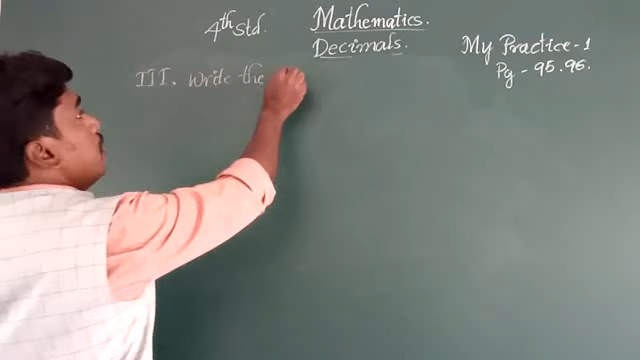 4th Std.
Mathematics.
Decimals.
My Practice-1
Pg - 95.96.
III. Write the